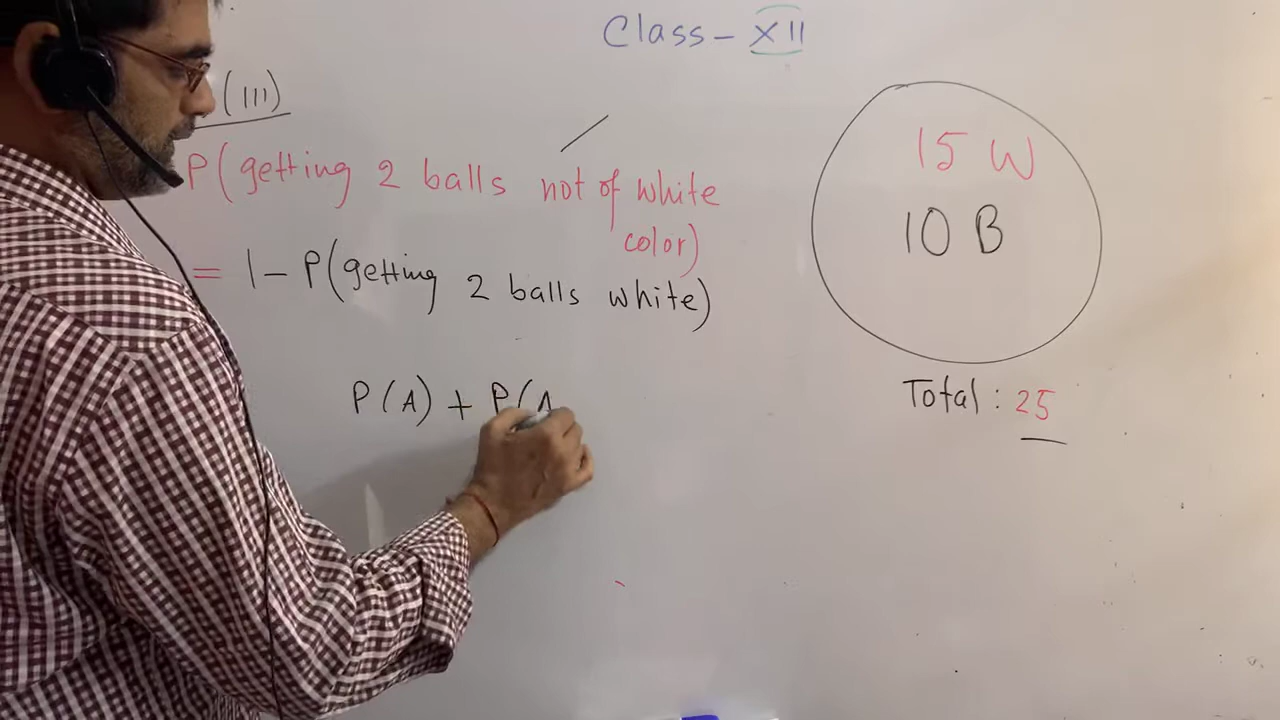 Class - XII
(III)
P(getting 2 balls not of white
color)
= 1 - P(getting 2 balls white)
P(A) + P(A
15 W
10 B
Total : 25